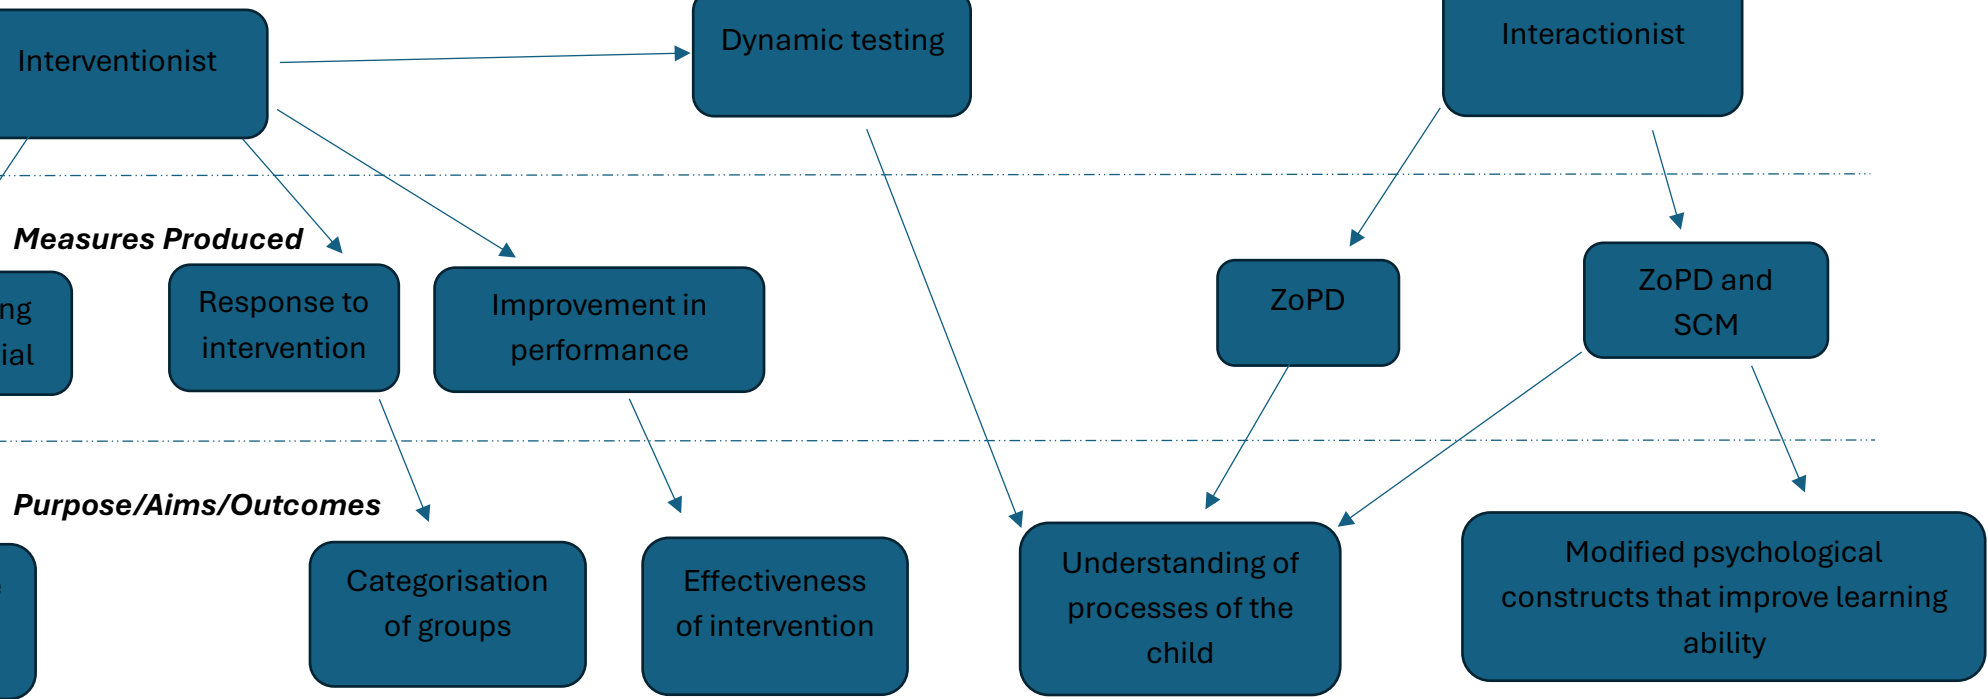 Interventionist
Dynamic testing
Interactionist
Measures Produced
Response to
intervention
Improvement in
performance
ZoPD
ZoPD and
SCM
Purpose/Aims/Outcomes
Categorisation
of groups
Effectiveness
of intervention
Understanding of
processes of the
child
Modified psychological
constructs that improve learning
ability